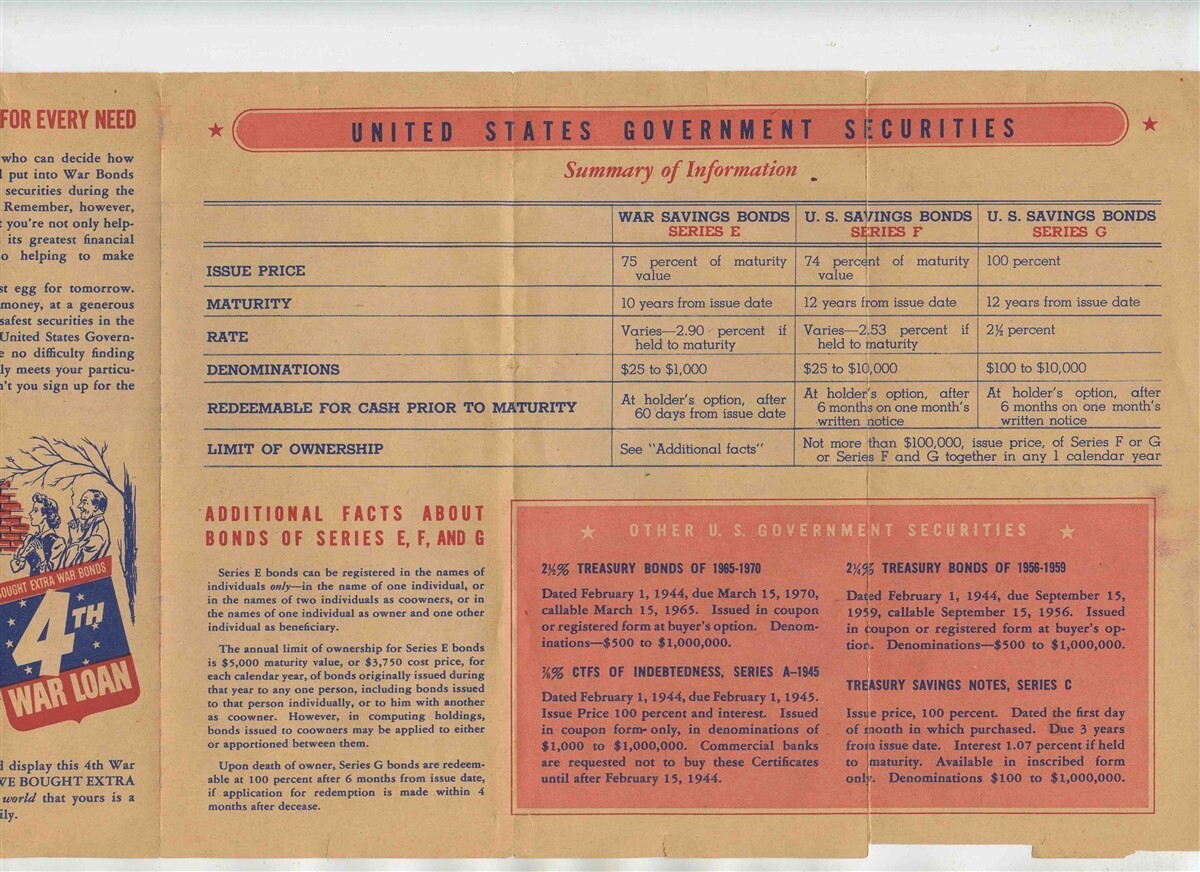 FOR EVERY NEED
who can decide how
put into War Bonds
securities during the
Remember, however,
you're not only help-
its greatest financial
helping to make
egg for tomorrow.
money, at a generous
safest securities in the
United States Govern-
no difficulty finding
meets your particu-
you sign up for the
BOUGHT EXTRA WAR BONDS
4TH
WAR LOAN
display this 4th War
WE BOUGHT EXTRA
world that yours is a
UNITED STATES GOVERNMENT SECURITIES
Summary of Information
WAR SAVINGS BONDS SERIES E
U. S. SAVINGS BONDS SERIES F
U. S. SAVINGS BONDS SERIES G
ISSUE PRICE
75 percent of maturity
value
74 percent of maturity
value
100 percent
MATURITY
10 years from issue date
12 years from issue date
12 years from issue date
RATE
Varies—2.90 percent if
held to maturity
Varies—2.53 percent if
held to maturity
2½ percent
DENOMINATIONS
$25 to $1,000
$25 to $10,000
$100 to $10,000
REDEEMABLE FOR CASH PRIOR TO MATURITY
At holder's option, after
60 days from issue date
At holder's option, after
6 months on one month's
written notice
At holder's option, after
6 months on one month's
written notice
LIMIT OF OWNERSHIP
See "Additional facts"
Not more than $100,000, issue price, of Series F or G
or Series F and G together in any 1 calendar year
ADDITIONAL FACTS ABOUT
BONDS OF SERIES E, F, AND G
Series E bonds can be registered in the names of
individuals only—in the name of one individual, or
in the names of two individuals as coowners, or in
the names of one individual as owner and one other
individual as beneficiary.
The annual limit of ownership for Series E bonds
is $5,000 maturity value, or $3,750 cost price, for
each calendar year, of bonds originally issued during
that year to any one person, including bonds issued
to that person individually, or to him with another
as coowner. However, in computing holdings,
bonds issued to coowners may be applied to either
or apportioned between them.
Upon death of owner, Series G bonds are redeem-
able at 100 percent after 6 months from issue date,
if application for redemption is made within 4
months after decease.
OTHER U. S. GOVERNMENT SECURITIES
2½% TREASURY BONDS OF 1965-1970
Dated February 1, 1944, due March 15, 1970,
callable March 15, 1965. Issued in coupon
or registered form at buyer's option. Denom-
inations—$500 to $1,000,000.
⅞% CTFS OF INDEBTEDNESS, SERIES A-1945
Dated February 1, 1944, due February 1, 1945.
Issue Price 100 percent and interest. Issued
in coupon form only, in denominations of
$1,000 to $1,000,000. Commercial banks
are requested not to buy these Certificates
until after February 15, 1944.
2¼% TREASURY BONDS OF 1956-1959
Dated February 1, 1944, due September 15,
1959, callable September 15, 1956. Issued
in coupon or registered form at buyer's op-
tion. Denominations—$500 to $1,000,000.
TREASURY SAVINGS NOTES, SERIES C
Issue price, 100 percent. Dated the first day
of month in which purchased. Due 3 years
from issue date. Interest 1.07 percent if held
to maturity. Available in inscribed form
only. Denominations $100 to $1,000,000.